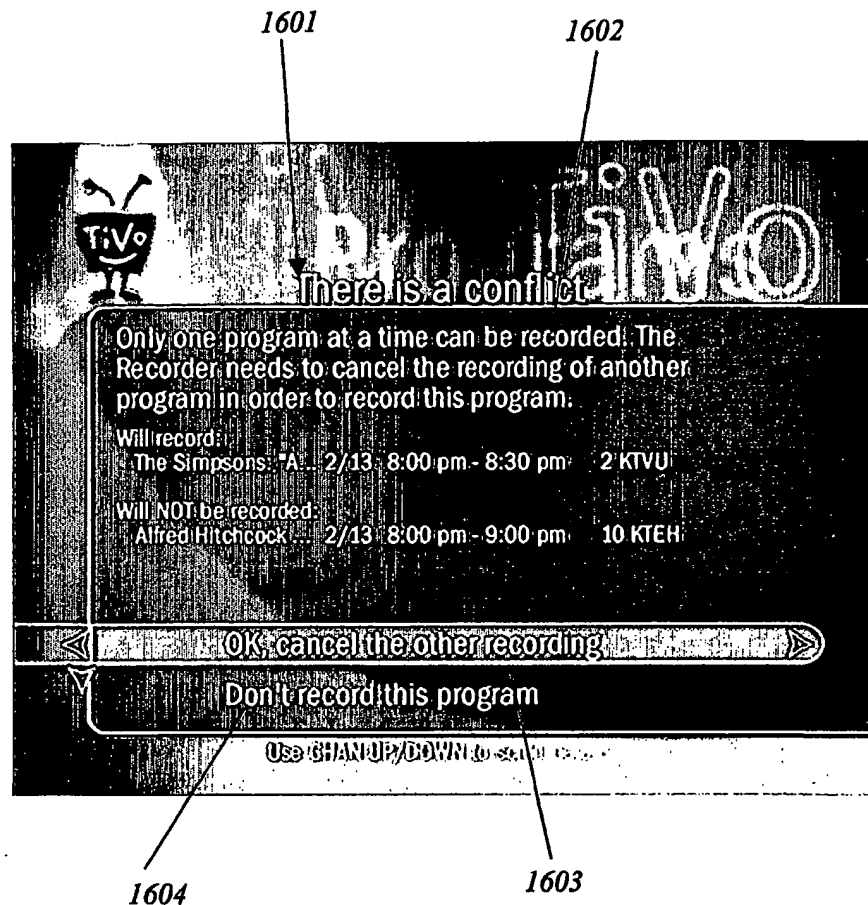 1601
1602
TiVo
There is a conflict
Only one program at a time can be recorded. The
Recorder needs to cancel the recording of another
program in order to record this program.
Will record:
The Simpsons: "A... 2/13 8:00 pm - 8:30 pm 2 KTVU
Will NOT be recorded:
Alfred Hitchcock ... 2/13 8:00 pm - 9:00 pm 10 KTEH
OK, cancel the other recording
Don't record this program
Use CHAN UP/DOWN to scroll
1604
1603